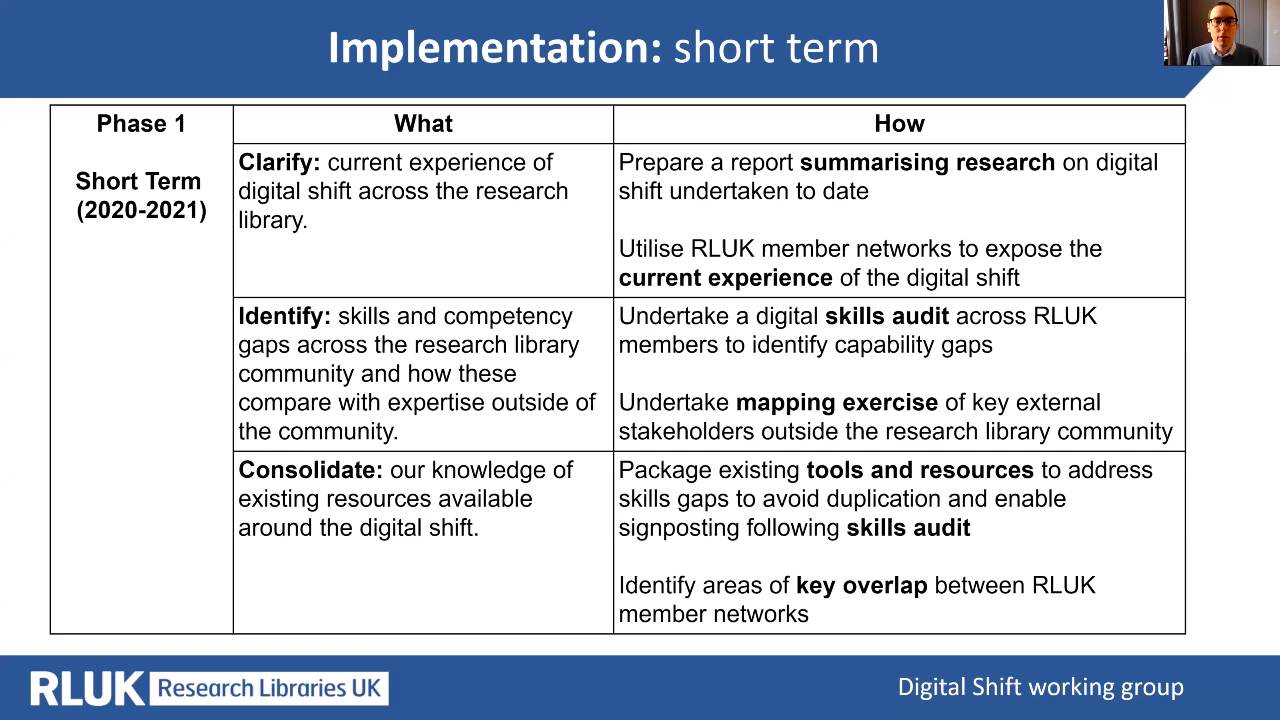 Implementation: short term
Phase 1
Short Term
(2020-2021)
What
How
Clarify: current experience of
digital shift across the research
library.
Prepare a report summarising research on digital
shift undertaken to date
Utilise RLUK member networks to expose the
current experience of the digital shift
Identify: skills and competency
gaps across the research library
community and how these
compare with expertise outside of
the community.
Undertake a digital skills audit across RLUK
members to identify capability gaps
Undertake mapping exercise of key external
stakeholders outside the research library community
Consolidate: our knowledge of
existing resources available
around the digital shift.
Package existing tools and resources to address
skills gaps to avoid duplication and enable
signposting following skills audit
Identify areas of key overlap between RLUK
member networks
RLUK Research Libraries UK
Digital Shift working group